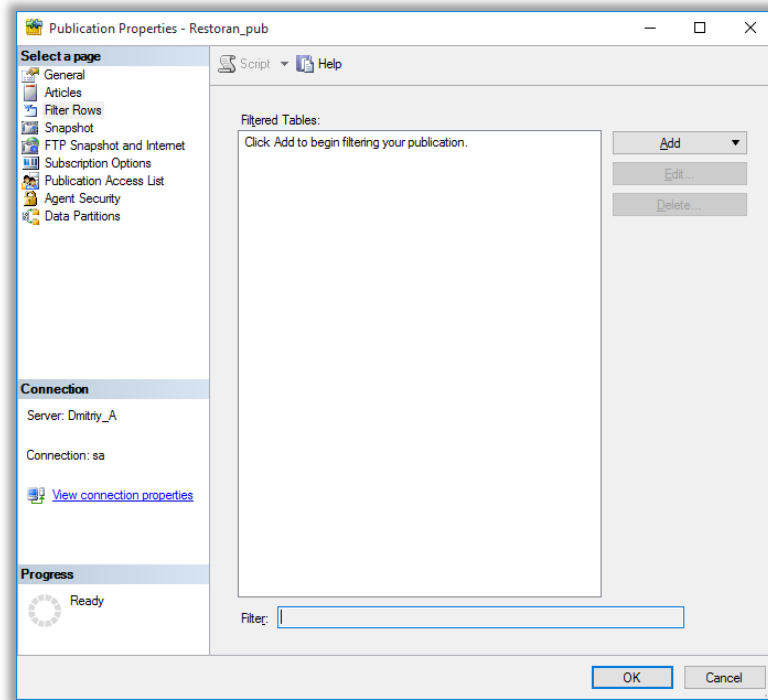 Publication Properties - Restoran_pub
Select a page
General
Articles
Filter Rows
Snapshot
FTP Snapshot and Internet
Subscription Options
Publication Access List
Agent Security
Data Partitions
Connection
Server: Dmitriy_A
Connection: sa
View connection properties
Progress
Ready
Script
Help
Filtered Tables:
Click Add to begin filtering your publication.
Add
Edit...
Delete...
Filter:
OK
Cancel